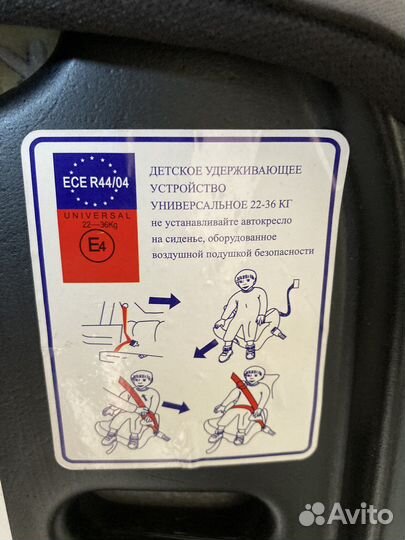 ECE R44/04
UNIVERSAL
22—36Kg
E4
ДЕТСКОЕ УДЕРЖИВАЮЩЕЕ
УСТРОЙСТВО
УНИВЕРСАЛЬНОЕ 22-36 КГ
не устанавливайте автокресло
на сиденье, оборудованное
воздушной подушкой безопасности
Avito